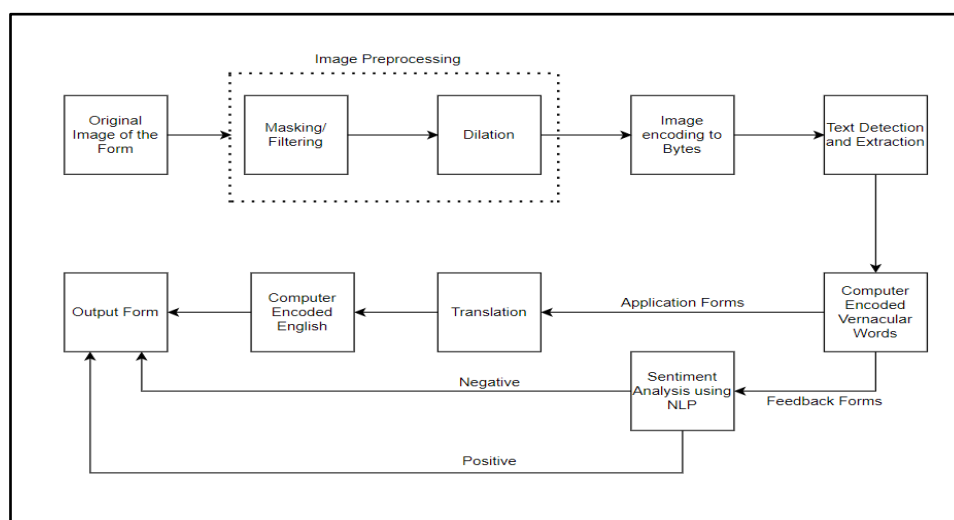 Image Preprocessing
Original
Image of the
Form
Masking/
Filtering
Dilation
Image
encoding to
Bytes
Text Detection
and Extraction
Output Form
Computer
Encoded
English
Translation
Application Forms
Computer
Encoded
Vernacular
Words
Negative
Sentiment
Analysis using
NLP
Feedback Forms
Positive